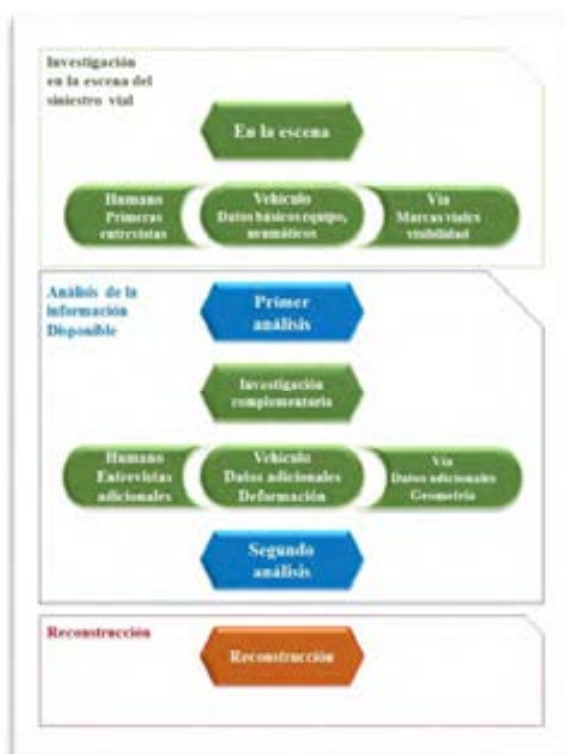 Investigación
en la escena del
siniestro vial
En la escena
Humano
Primeras
entrevistas
Vehículo
Datos básicos equipo,
neumáticos
Vía
Marcas viales
visibilidad
Análisis de la
información
Disponible
Primer
análisis
Investigación
complementaria
Humano
Entrevistas
adicionales
Vehículo
Datos adicionales
Deformación
Vía
Datos adicionales
Geometría
Segundo
análisis
Reconstrucción
Reconstrucción